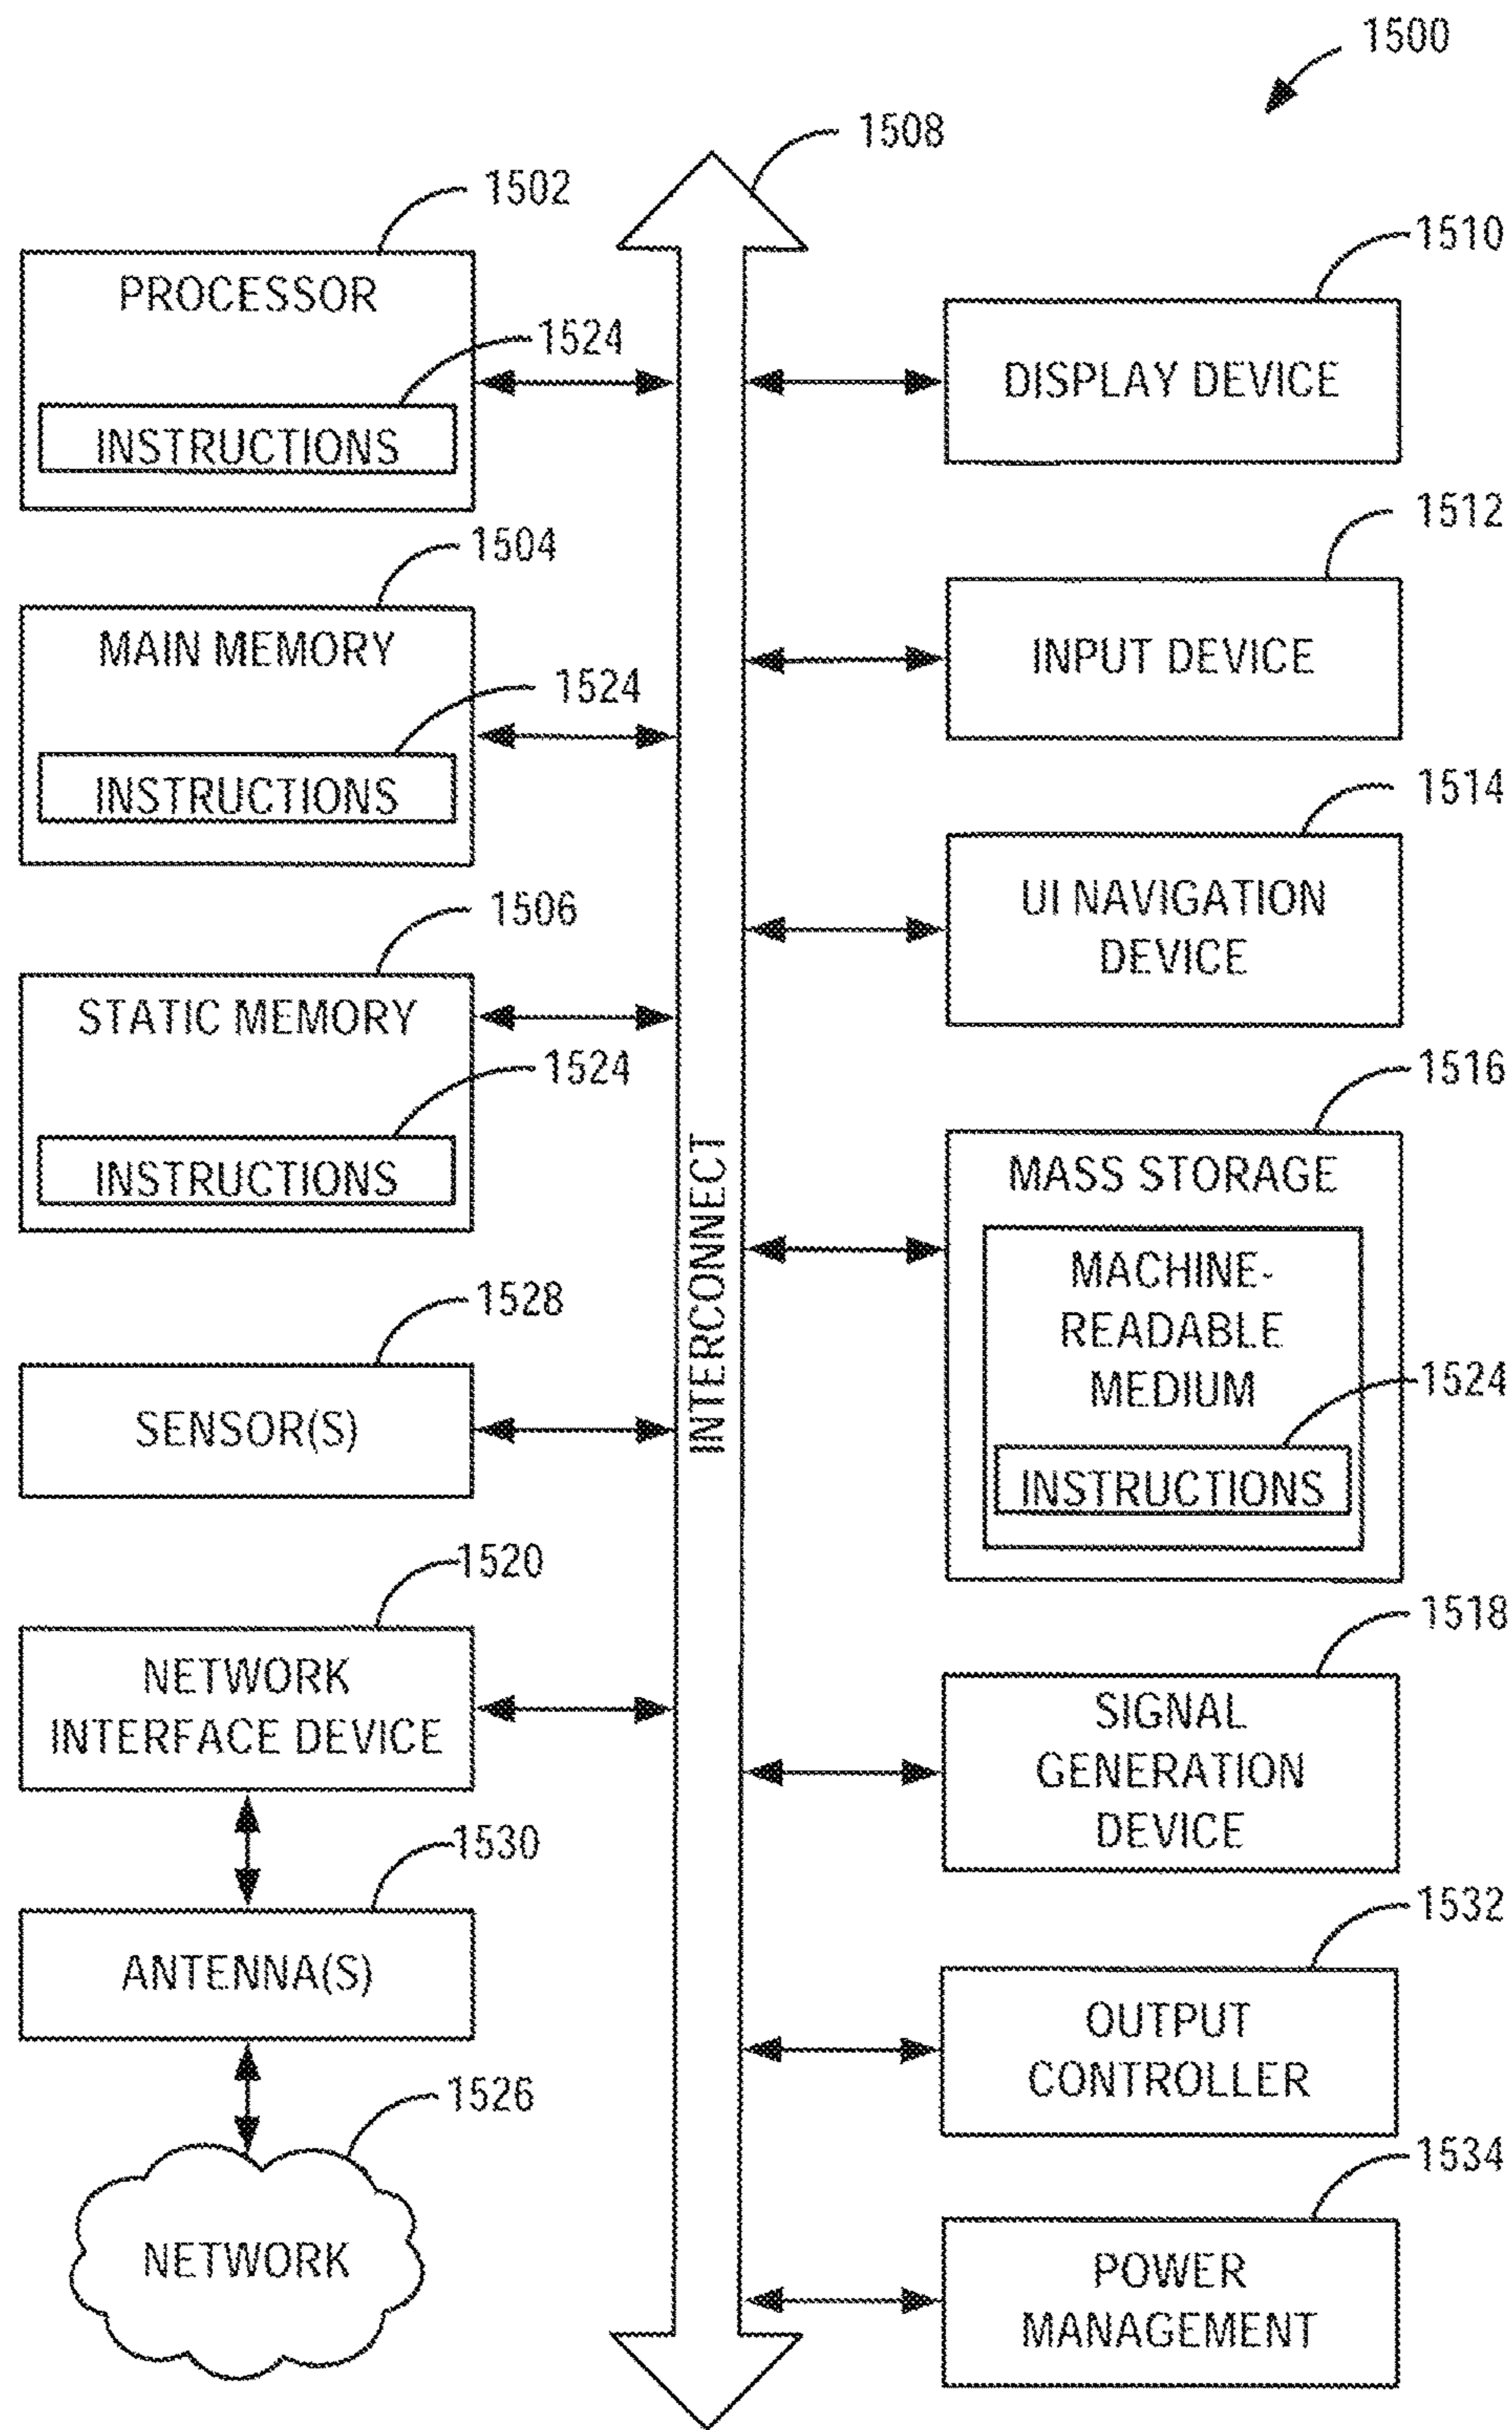 1500
1508
1502
PROCESSOR
1524
INSTRUCTIONS
1504
MAIN MEMORY
1524
INSTRUCTIONS
1506
STATIC MEMORY
1524
INSTRUCTIONS
1528
SENSOR(S)
1520
NETWORK
INTERFACE DEVICE
1530
ANTENNA(S)
1526
NETWORK
INTERCONNECT
1510
DISPLAY DEVICE
1512
INPUT DEVICE
1514
UI NAVIGATION
DEVICE
1516
MASS STORAGE
MACHINE-
READABLE
MEDIUM
1524
INSTRUCTIONS
1518
SIGNAL
GENERATION
DEVICE
1532
OUTPUT
CONTROLLER
1534
POWER
MANAGEMENT